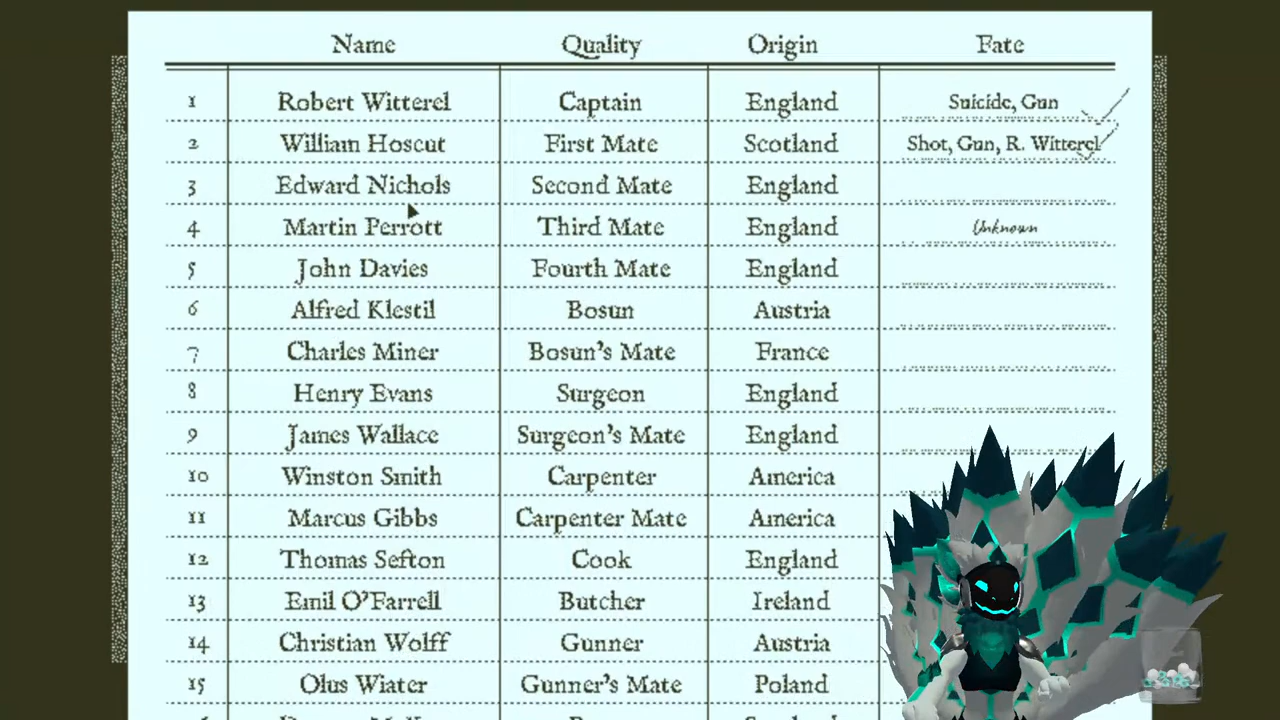 Name Quality Origin Fate
1 Robert Witterel Captain England Suicide, Gun
2 William Hoscut First Mate Scotland Shot, Gun, R. Witterel
3 Edward Nichols Second Mate England
4 Martin Perrott Third Mate England Unknown
5 John Davies Fourth Mate England
6 Alfred Klestil Bosun Austria
7 Charles Miner Bosun's Mate France
8 Henry Evans Surgeon England
9 James Wallace Surgeon's Mate England
10 Winston Smith Carpenter America
11 Marcus Gibbs Carpenter Mate America
12 Thomas Sefton Cook England
13 Emil O'Farrell Butcher Ireland
14 Christian Wolff Gunner Austria
15 Olus Wiater Gunner's Mate Poland